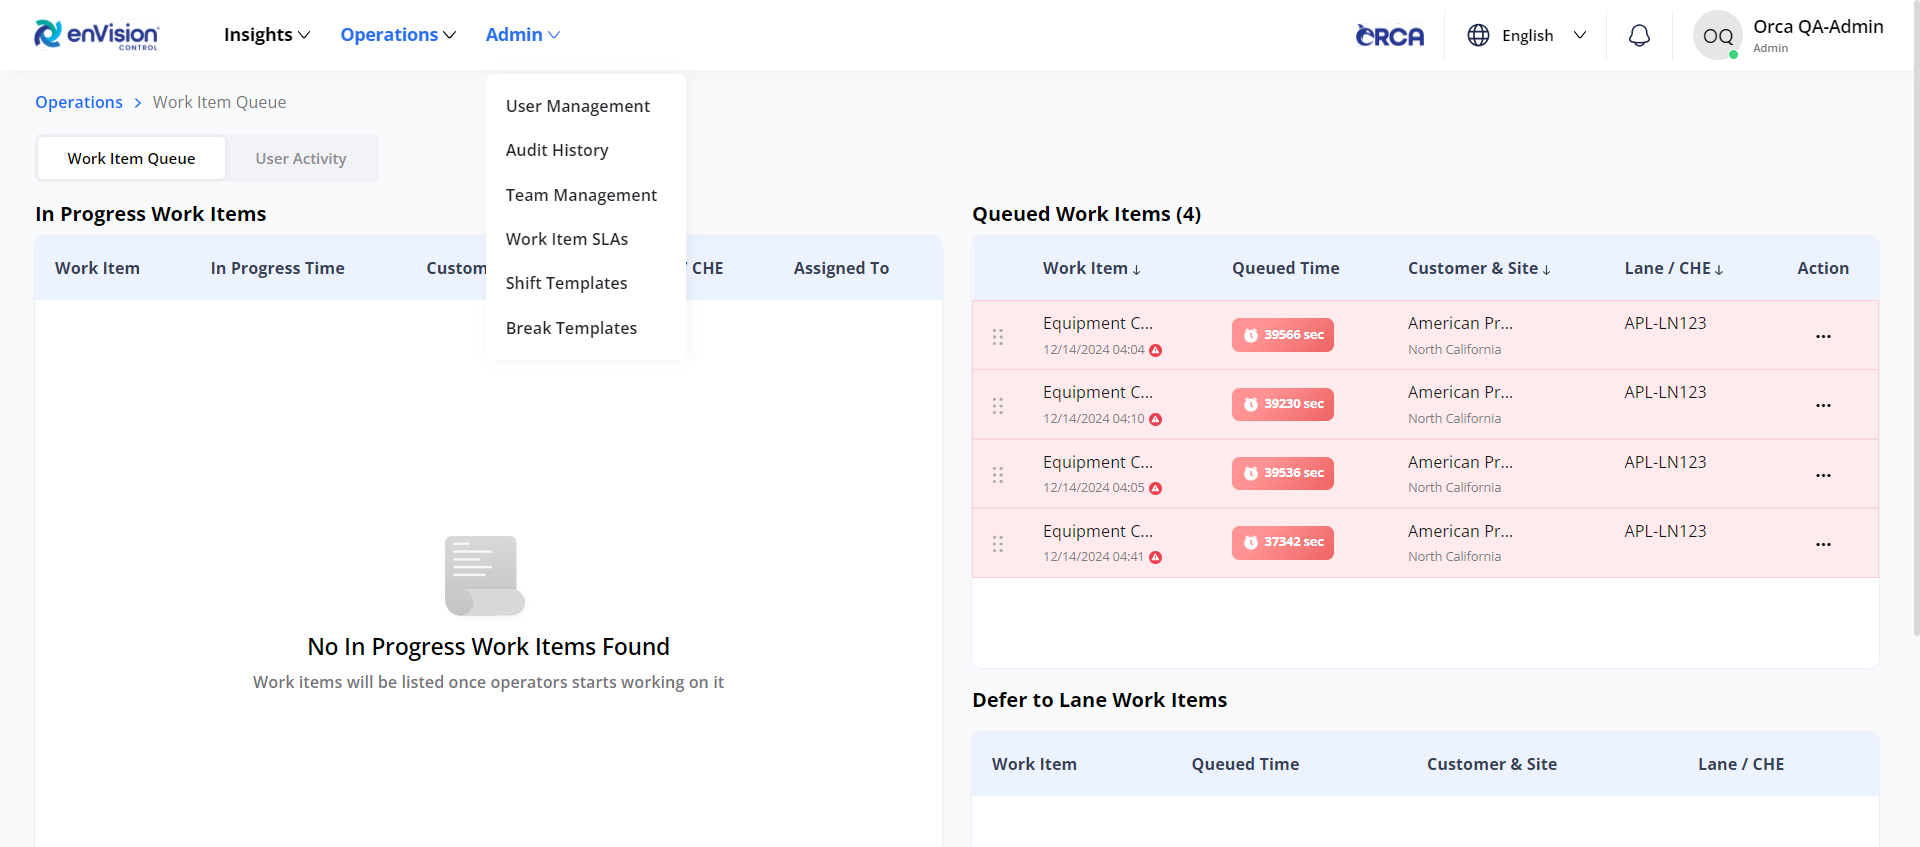 enVision
CONTROL
Insights
Operations
Admin
ORCA
English
OQ
Orca QA-Admin
Admin
Operations > Work Item Queue
User Management
Audit History
Team Management
Work Item SLAs
Shift Templates
Break Templates
Work Item Queue
User Activity
In Progress Work Items
Work Item
In Progress Time
Custom
/ CHE
Assigned To
No In Progress Work Items Found
Work items will be listed once operators starts working on it
Queued Work Items (4)
Work Item ↓
Queued Time
Customer & Site ↓
Lane / CHE ↓
Action
Equipment C...
12/14/2024 04:04
39566 sec
American Pr...
North California
APL-LN123
...
Equipment C...
12/14/2024 04:10
39230 sec
American Pr...
North California
APL-LN123
...
Equipment C...
12/14/2024 04:05
39536 sec
American Pr...
North California
APL-LN123
...
Equipment C...
12/14/2024 04:41
37342 sec
American Pr...
North California
APL-LN123
...
Defer to Lane Work Items
Work Item
Queued Time
Customer & Site
Lane / CHE